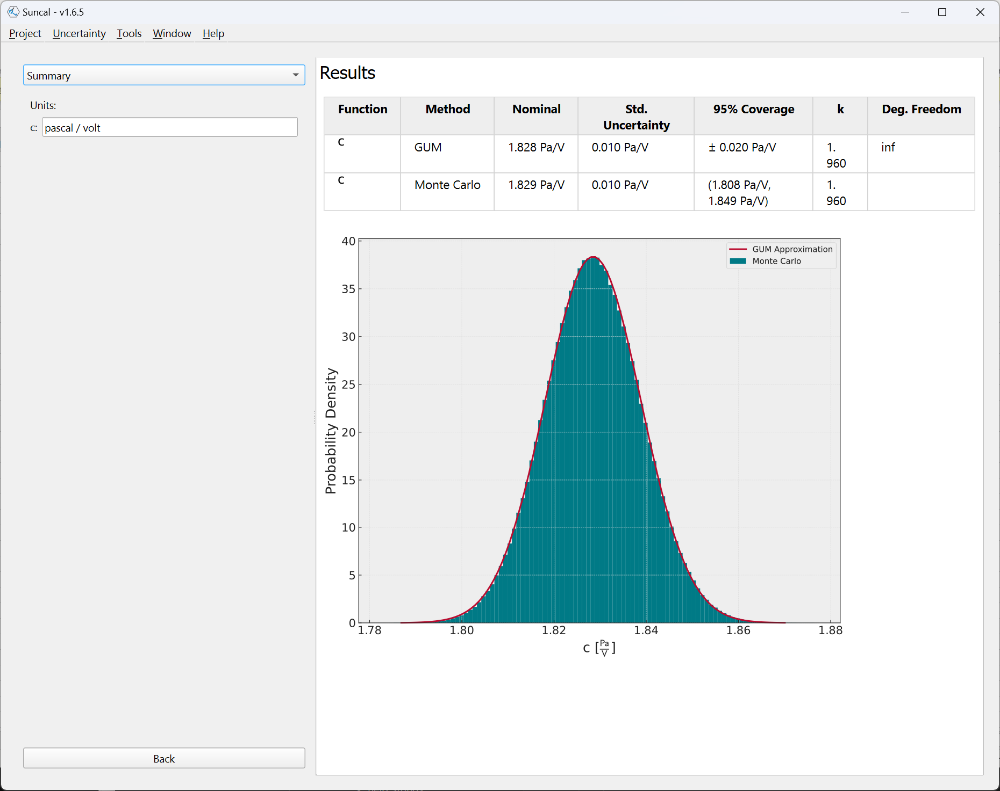 Suncal - v1.6.5
Project Uncertainty Tools Window Help
Summary
Units:
c: pascal / volt
Back
Results
Function Method Nominal Std. Uncertainty 95% Coverage k Deg. Freedom
c GUM 1.828 Pa/V 0.010 Pa/V ± 0.020 Pa/V 1. 960 inf
c Monte Carlo 1.829 Pa/V 0.010 Pa/V (1.808 Pa/V, 1.849 Pa/V) 1. 960
GUM Approximation
Monte Carlo
Probability Density
40
35
30
25
20
15
10
5
0
1.78 1.80 1.82 1.84 1.86 1.88
c [Pa/V]